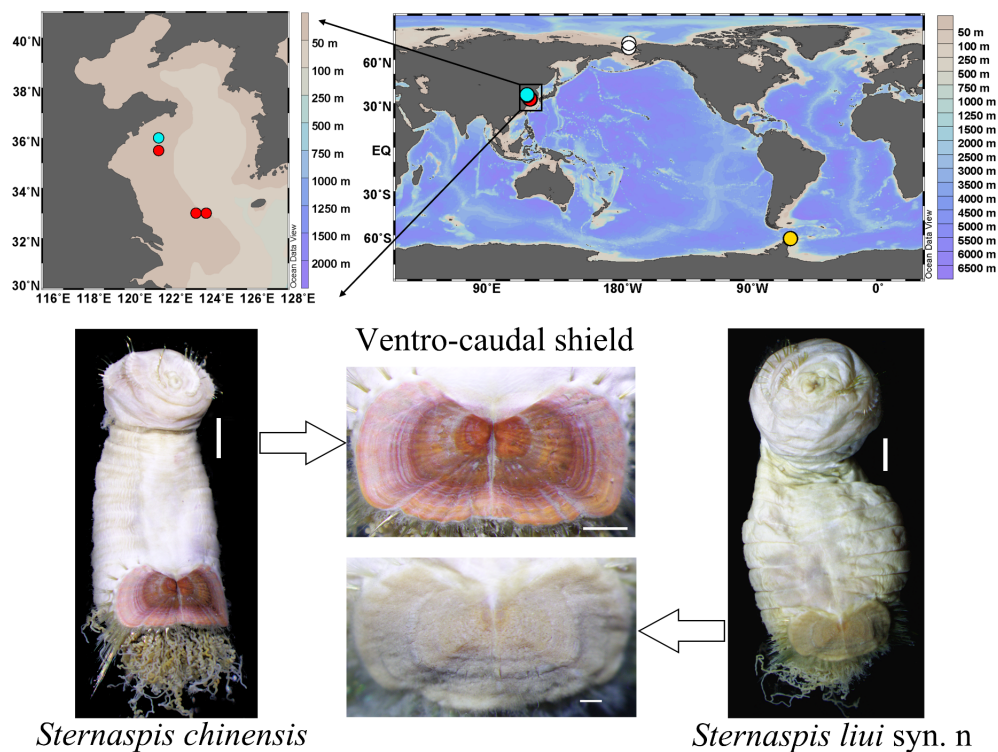 40°N
38°N
36°N
34°N
32°N
30°N
116°E 118°E 120°E 122°E 124°E 126°E 128°E
50 m
100 m
250 m
500 m
750 m
1000 m
1250 m
1500 m
2000 m
Ocean Data View
60°N
30°N
EQ
30°S
60°S
90°E 180°W 90°W 0°
50 m
100 m
500 m
750 m
1000 m
1250 m
1500 m
2000 m
2500 m
3000 m
3500 m
4000 m
4500 m
5000 m
5500 m
6000 m
6500 m
Ocean Data View
Ventro-caudal shield
Sternaspis chinensis
Sternaspis liui syn. n